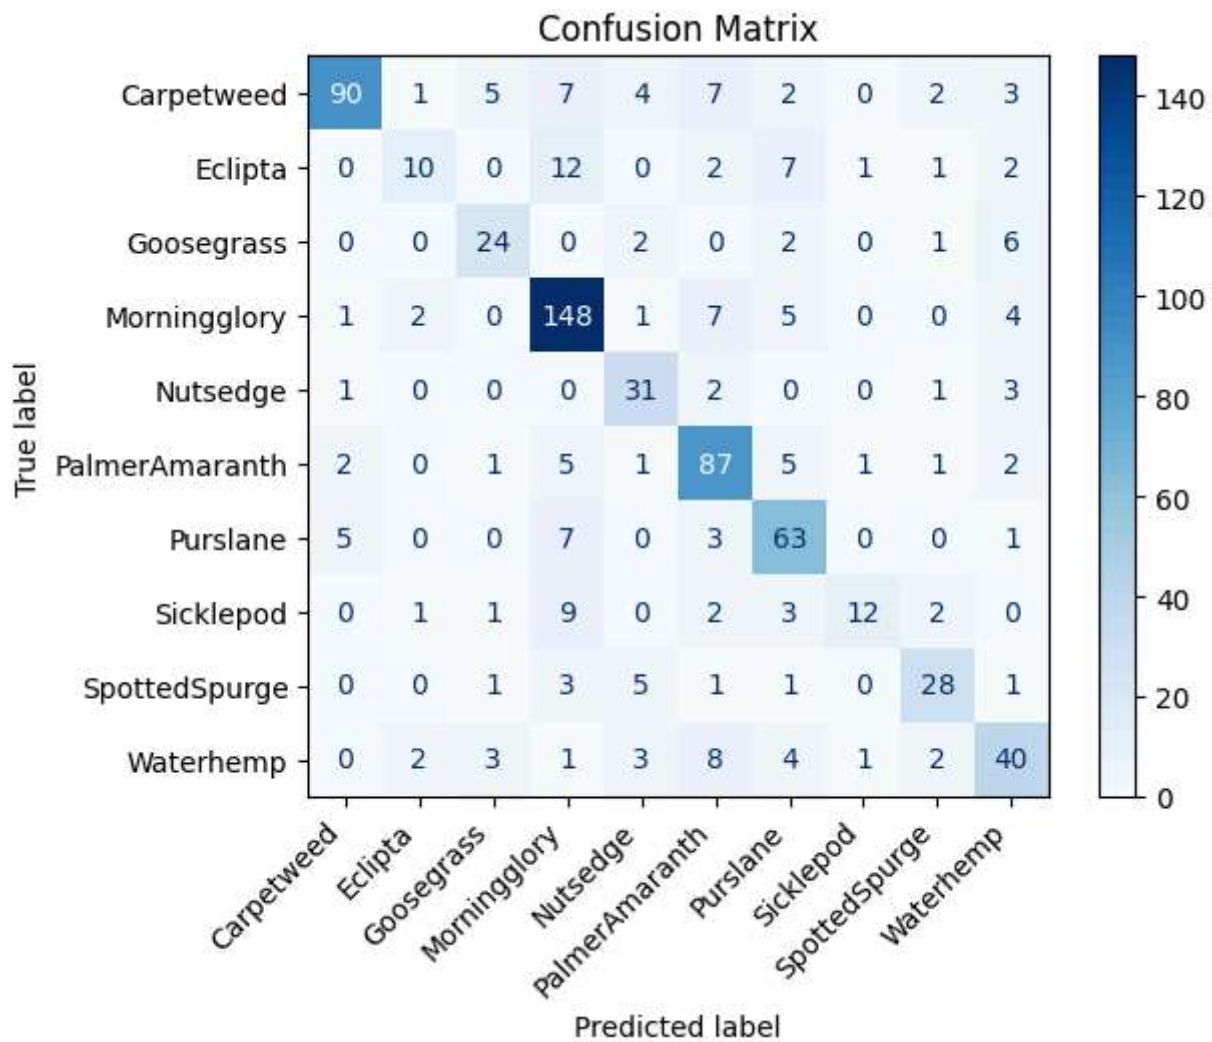 Confusion Matrix
True label
Carpetweed 90 1 5 7 4 7 2 0 2 3
Eclipta 0 10 0 12 0 2 7 1 1 2
Goosegrass 0 0 24 0 2 0 2 0 1 6
Morningglory 1 2 0 148 1 7 5 0 0 4
Nutsedge 1 0 0 0 31 2 0 0 1 3
PalmerAmaranth 2 0 1 5 1 87 5 1 1 2
Purslane 5 0 0 7 0 3 63 0 0 1
Sicklepod 0 1 1 9 0 2 3 12 2 0
SpottedSpurge 0 0 1 3 5 1 1 0 28 1
Waterhemp 0 2 3 1 3 8 4 1 2 40
Carpetweed
Eclipta
Goosegrass
Morningglory
Nutsedge
PalmerAmaranth
Purslane
Sicklepod
SpottedSpurge
Waterhemp
Predicted label
140
120
100
80
60
40
20
0